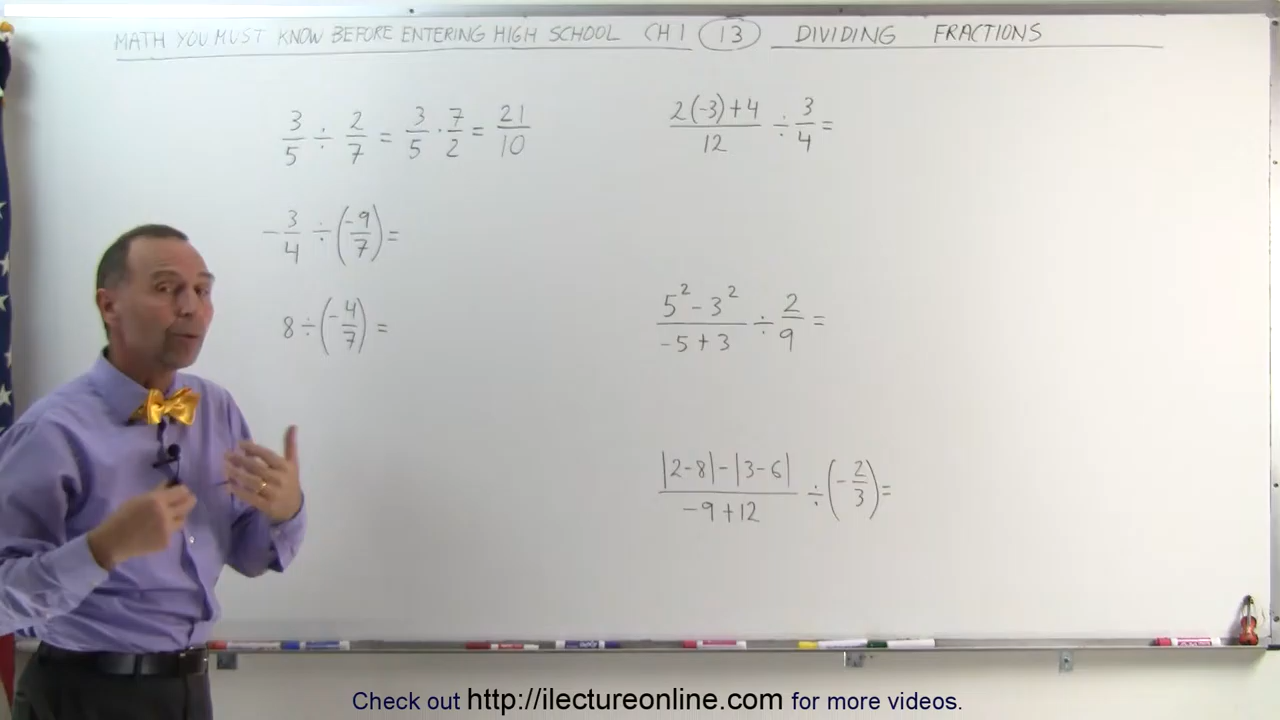 MATH YOU MUST KNOW BEFORE ENTERING HIGH SCHOOL CH 1 13 DIVIDING FRACTIONS
3/5 ÷ 2/7 = 3/5 · 7/2 = 21/10
-3/4 ÷ (-9/7) =
8 ÷ (-4/7) =
(2(-3)+4)/12 ÷ 3/4 =
(5² - 3²)/(-5+3) ÷ 2/9 =
(|2-8| - |3-6|)/(-9+12) ÷ (-2/3) =
Check out http://ilectureonline.com for more videos.